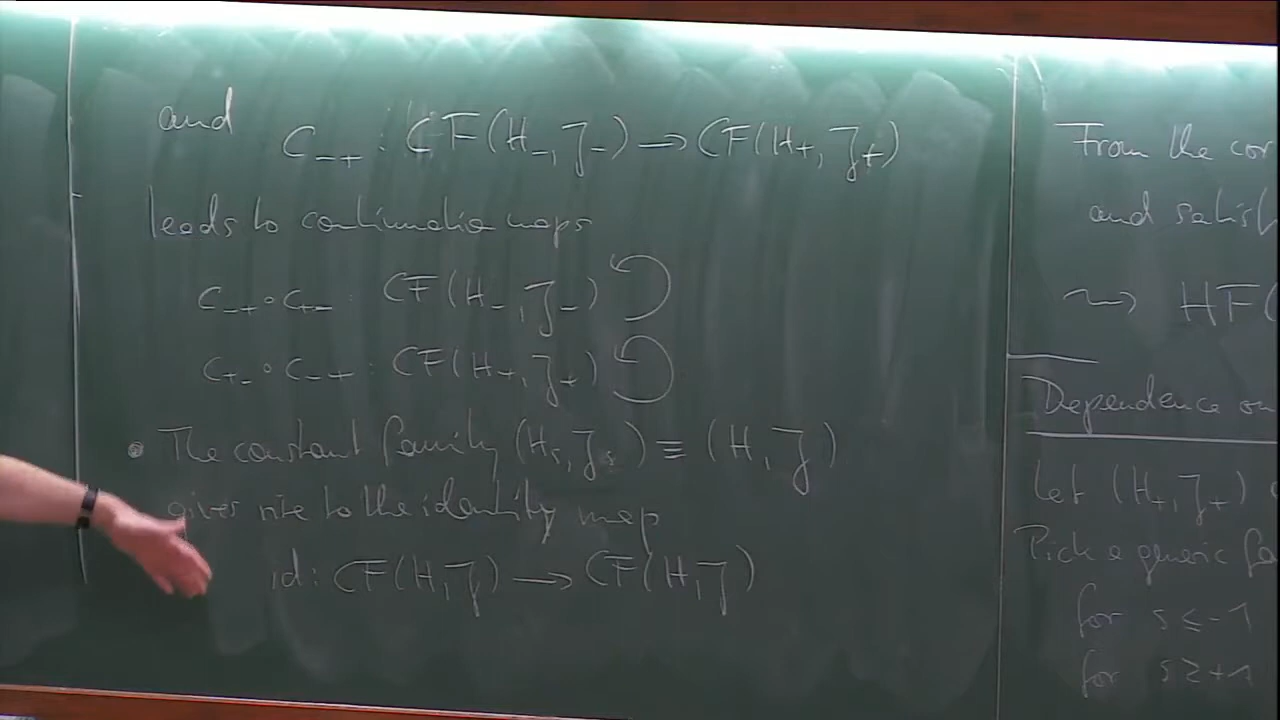 and C₋₊ : CF(H₋, J₋) → CF(H₊, J₊)
leads to continuation maps
C₋₊ ∘ C₊₋ : CF(H₋, J₋) ↺
C₊₋ ∘ C₋₊ : CF(H₊, J₊) ↺
• The constant family (Hₛ, Jₛ) ≡ (H, J)
gives rise to the identity map
id : CF(H, J) → CF(H, J)
From the cor
and satisf
⇝ HF(
Dependence on
Let (H₊, J₊)
Pick a generic fa
for s ≤ -1
for s ≥ +1